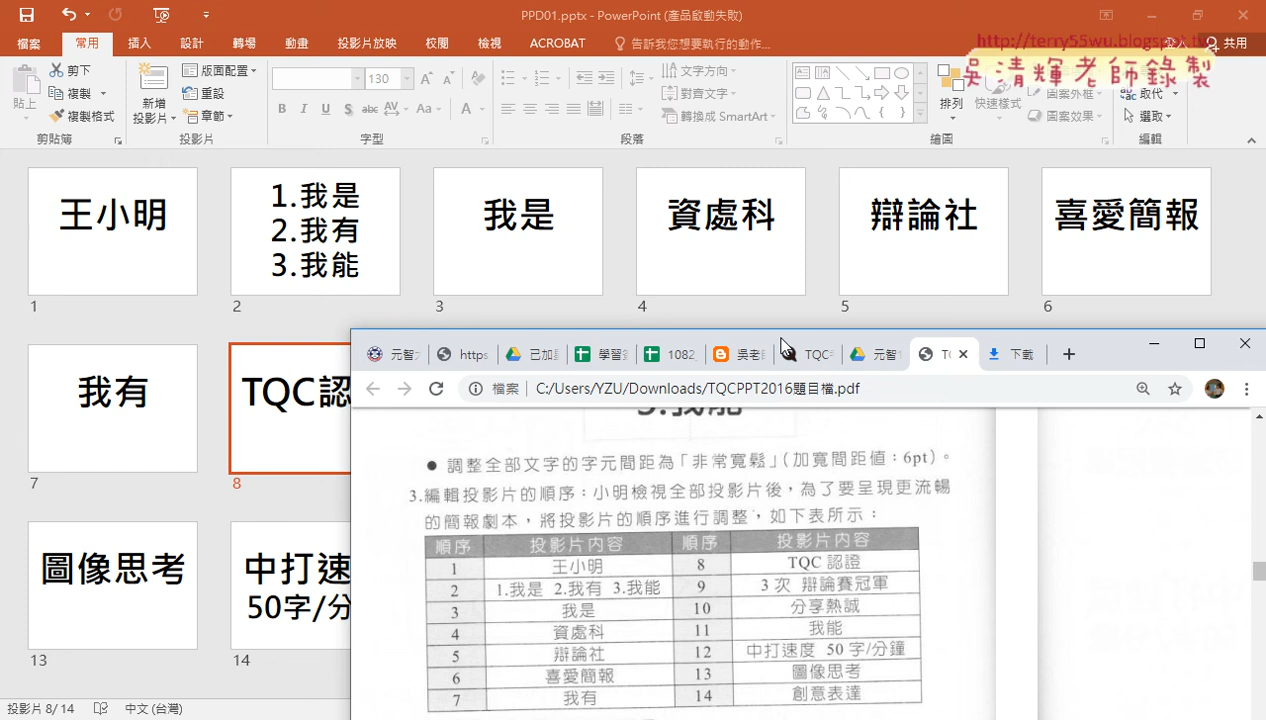 PPD01.pptx - PowerPoint (產品啟動失敗)
檔案 常用 插入 設計 轉場 動畫 投影片放映 校閱 檢視 ACROBAT 告訴我您想要執行的動作... 登入 共用
http://terry55wu.blogspot.tw
吳清輝老師錄製
貼上 剪下 複製 複製格式 剪貼簿
新增投影片 版面配置 重設 章節 投影片
130 字型
文字方向 對齊文字 轉換成 SmartArt 段落
排列 快速樣式 圖案外框 圖案效果 繪圖
取代 選取 編輯
王小明
1.我是
2.我有
3.我能
我是
資處科
辯論社
喜愛簡報
1 2 3 4 5 6
我有
TQC認
7 8
圖像思考
中打速
50字/分
13 14
投影片 8/14 中文 (台灣)
元智 https 已加 學習 1082 吳老 TQC 元智 TC 下載
檔案 C:/Users/YZU/Downloads/TQCPPT2016題目檔.pdf
3.我能
● 調整全部文字的字元間距為「非常寬鬆」(加寬間距值：6pt)。
3.編輯投影片的順序：小明檢視全部投影片後，為了要呈現更流暢
的簡報劇本，將投影片的順序進行調整，如下表所示：
順序 投影片內容 順序 投影片內容
1 王小明 8 TQC 認證
2 1.我是 2.我有 3.我能 9 3 次 辯論賽冠軍
3 我是 10 分享熱誠
4 資處科 11 我能
5 辯論社 12 中打速度 50 字/分鐘
6 喜愛簡報 13 圖像思考
7 我有 14 創意表達